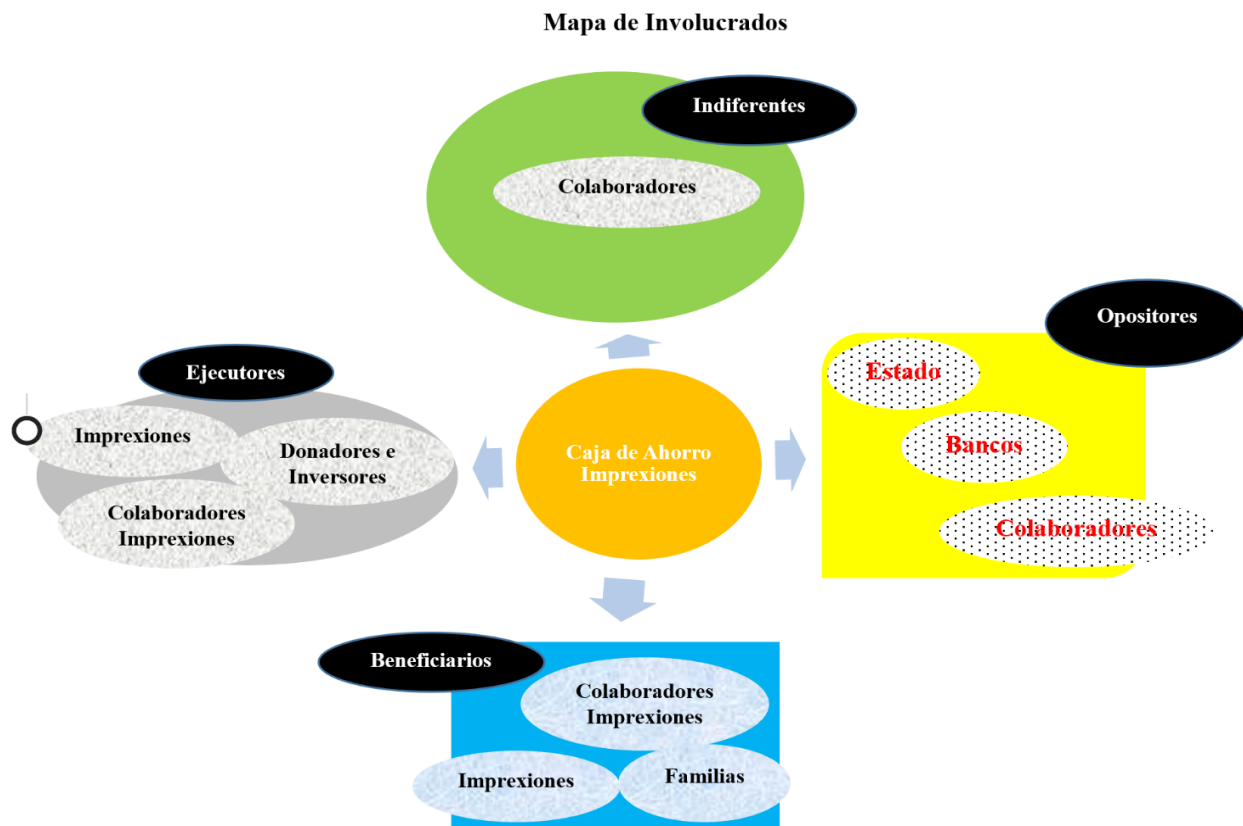 Mapa de Involucrados
Indiferentes
Colaboradores
Opositores
Estado
Bancos
Colaboradores
Ejecutores
Imprexiones
Donadores e
Inversores
Colaboradores
Imprexiones
Caja de Ahorro
Imprexiones
Beneficiarios
Colaboradores
Imprexiones
Imprexiones
Familias